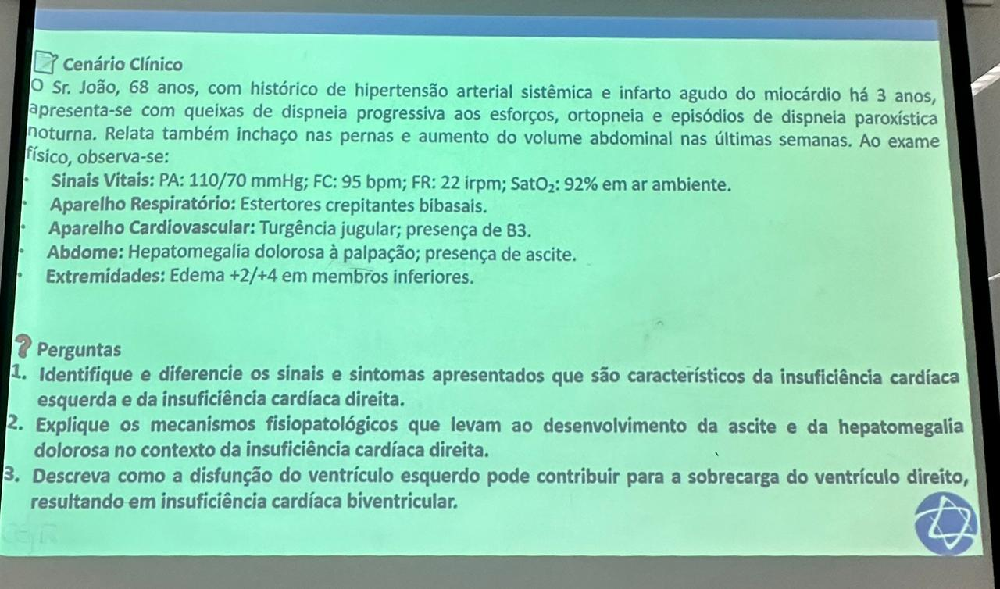 Cenário Clínico
O Sr. João, 68 anos, com histórico de hipertensão arterial sistêmica e infarto agudo do miocárdio há 3 anos,
apresenta-se com queixas de dispneia progressiva aos esforços, ortopneia e episódios de dispneia paroxística
noturna. Relata também inchaço nas pernas e aumento do volume abdominal nas últimas semanas. Ao exame
físico, observa-se:
• Sinais Vitais: PA: 110/70 mmHg; FC: 95 bpm; FR: 22 irpm; SatO₂: 92% em ar ambiente.
• Aparelho Respiratório: Estertores crepitantes bibasais.
• Aparelho Cardiovascular: Turgência jugular; presença de B3.
• Abdome: Hepatomegalia dolorosa à palpação; presença de ascite.
• Extremidades: Edema +2/+4 em membros inferiores.
Perguntas
1. Identifique e diferencie os sinais e sintomas apresentados que são característicos da insuficiência cardíaca
esquerda e da insuficiência cardíaca direita.
2. Explique os mecanismos fisiopatológicos que levam ao desenvolvimento da ascite e da hepatomegalia
dolorosa no contexto da insuficiência cardíaca direita.
3. Descreva como a disfunção do ventrículo esquerdo pode contribuir para a sobrecarga do ventrículo direito,
resultando em insuficiência cardíaca biventricular.